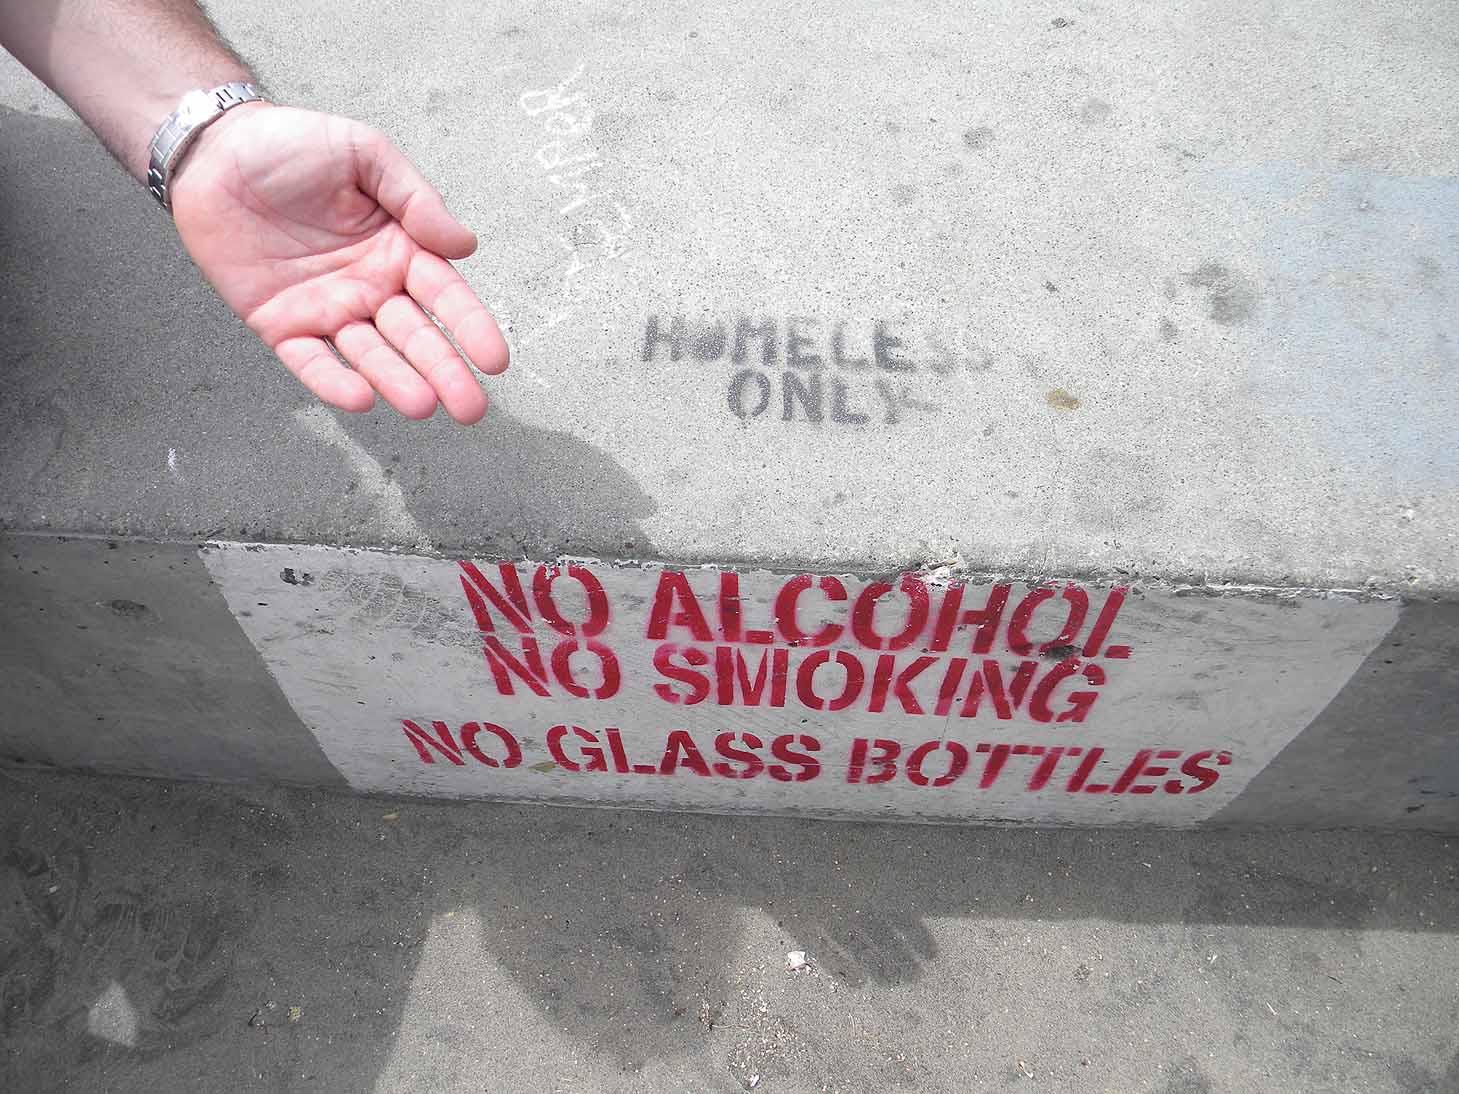 HOMELESS
ONLY
NO ALCOHOL
NO SMOKING
NO GLASS BOTTLES